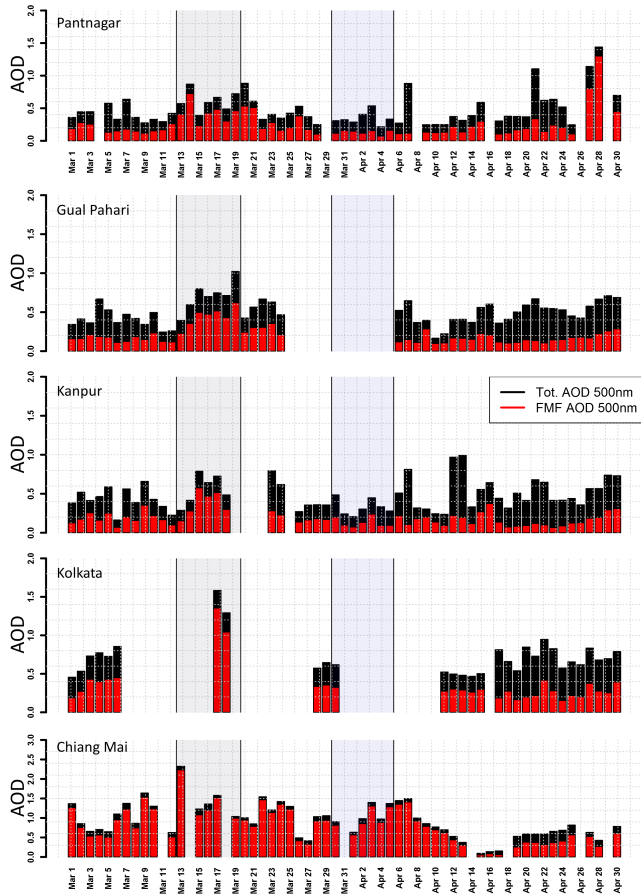 Pantnagar
AOD
0.0 0.5 1.0 1.5 2.0
Mar 1 Mar 3 Mar 5 Mar 7 Mar 9 Mar 11 Mar 13 Mar 15 Mar 17 Mar 19 Mar 21 Mar 23 Mar 25 Mar 27 Mar 29 Mar 31 Apr 2 Apr 4 Apr 6 Apr 8 Apr 10 Apr 12 Apr 14 Apr 16 Apr 18 Apr 20 Apr 22 Apr 24 Apr 26 Apr 28 Apr 30
Gual Pahari
AOD
0.0 0.5 1.0 1.5 2.0
Kanpur
AOD
0.0 0.5 1.0 1.5 2.0
Tot. AOD 500nm
FMF AOD 500nm
Kolkata
AOD
0.0 0.5 1.0 1.5 2.0
Chiang Mai
AOD
0.0 0.5 1.0 1.5 2.0 2.5 3.0
Mar 1 Mar 3 Mar 5 Mar 7 Mar 9 Mar 11 Mar 13 Mar 15 Mar 17 Mar 19 Mar 21 Mar 23 Mar 25 Mar 27 Mar 29 Mar 31 Apr 2 Apr 4 Apr 6 Apr 8 Apr 10 Apr 12 Apr 14 Apr 16 Apr 18 Apr 20 Apr 22 Apr 24 Apr 26 Apr 28 Apr 30